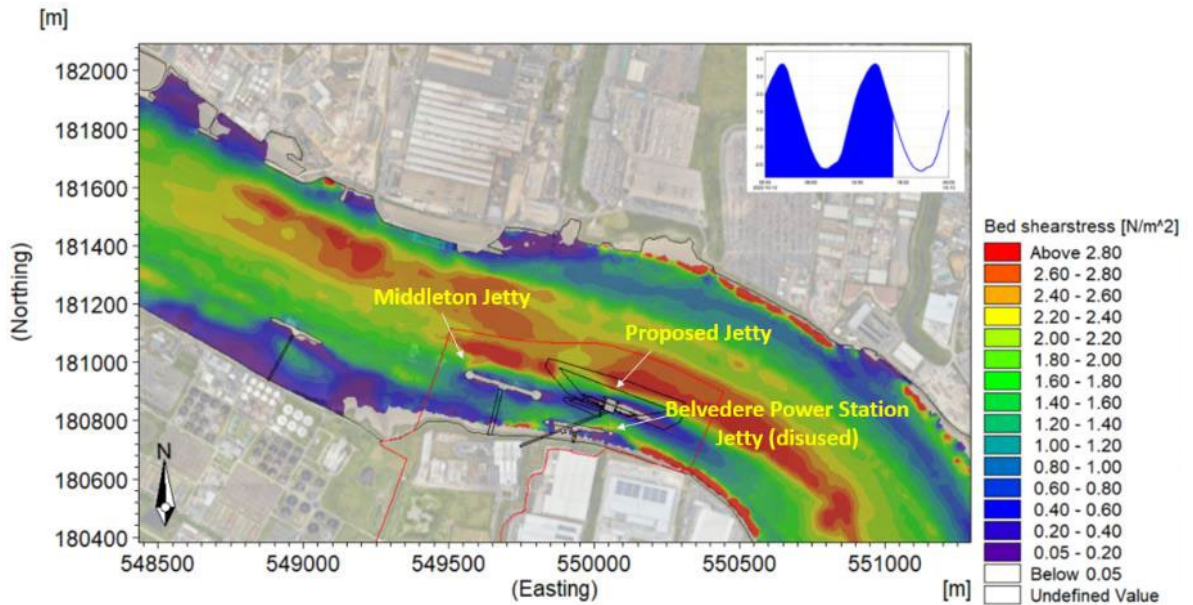 [m]
182000
181800
181600
181400
181200
181000
180800
180600
180400
(Northing)
Middleton Jetty
Proposed Jetty
Belvedere Power Station
Jetty (disused)
N
548500
549000
549500
550000
550500
551000
(Easting)
[m]
Bed shearstress [N/m^2]
Above 2.80
2.60 - 2.80
2.40 - 2.60
2.20 - 2.40
2.00 - 2.20
1.80 - 2.00
1.60 - 1.80
1.40 - 1.60
1.20 - 1.40
1.00 - 1.20
0.80 - 1.00
0.60 - 0.80
0.40 - 0.60
0.20 - 0.40
0.05 - 0.20
Below 0.05
Undefined Value